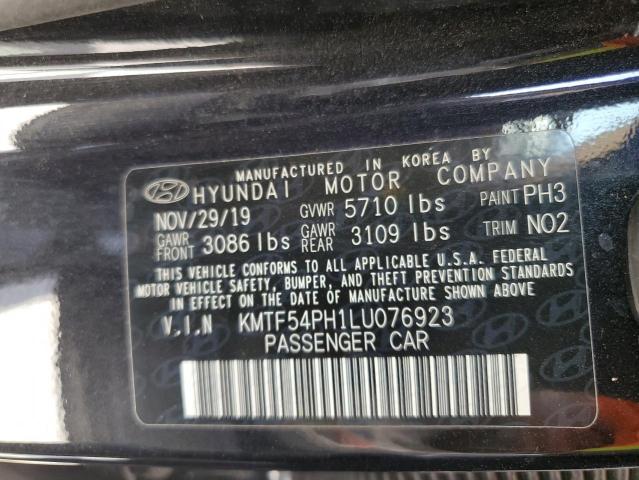 MANUFACTURED IN KOREA BY
HYUNDAI MOTOR COMPANY
NOV/29/19 GVWR 5710 lbs PAINT PH3
GAWR FRONT 3086 lbs GAWR REAR 3109 lbs TRIM NO2
THIS VEHICLE CONFORMS TO ALL APPLICABLE U.S.A. FEDERAL
MOTOR VEHICLE SAFETY, BUMPER, AND THEFT PREVENTION STANDARDS
IN EFFECT ON THE DATE OF MANUFACTURE SHOWN ABOVE
V.I.N KMTF54PH1LU076923
PASSENGER CAR